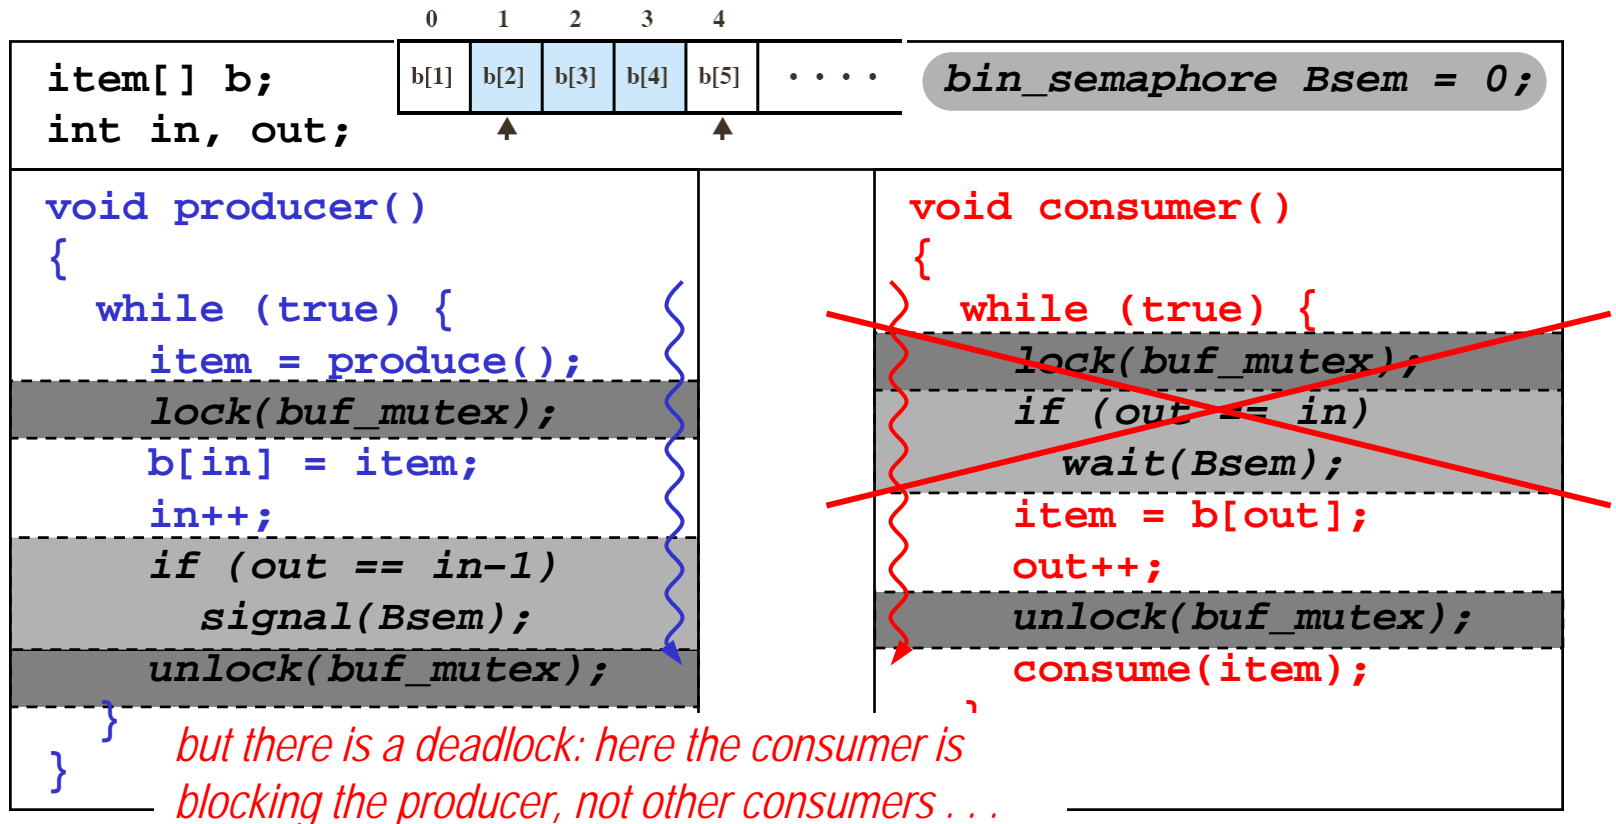 0 1 2 3 4
item[] b;
b[1] b[2] b[3] b[4] b[5] . . . .
bin_semaphore Bsem = 0;
int in, out;
void producer()
{
while (true) {
item = produce();
lock(buf_mutex);
b[in] = item;
in++;
if (out == in-1)
signal(Bsem);
unlock(buf_mutex);
}
}
void consumer()
{
while (true) {
lock(buf_mutex);
if (out == in)
wait(Bsem);
item = b[out];
out++;
unlock(buf_mutex);
consume(item);
}
but there is a deadlock: here the consumer is
blocking the producer, not other consumers . . .